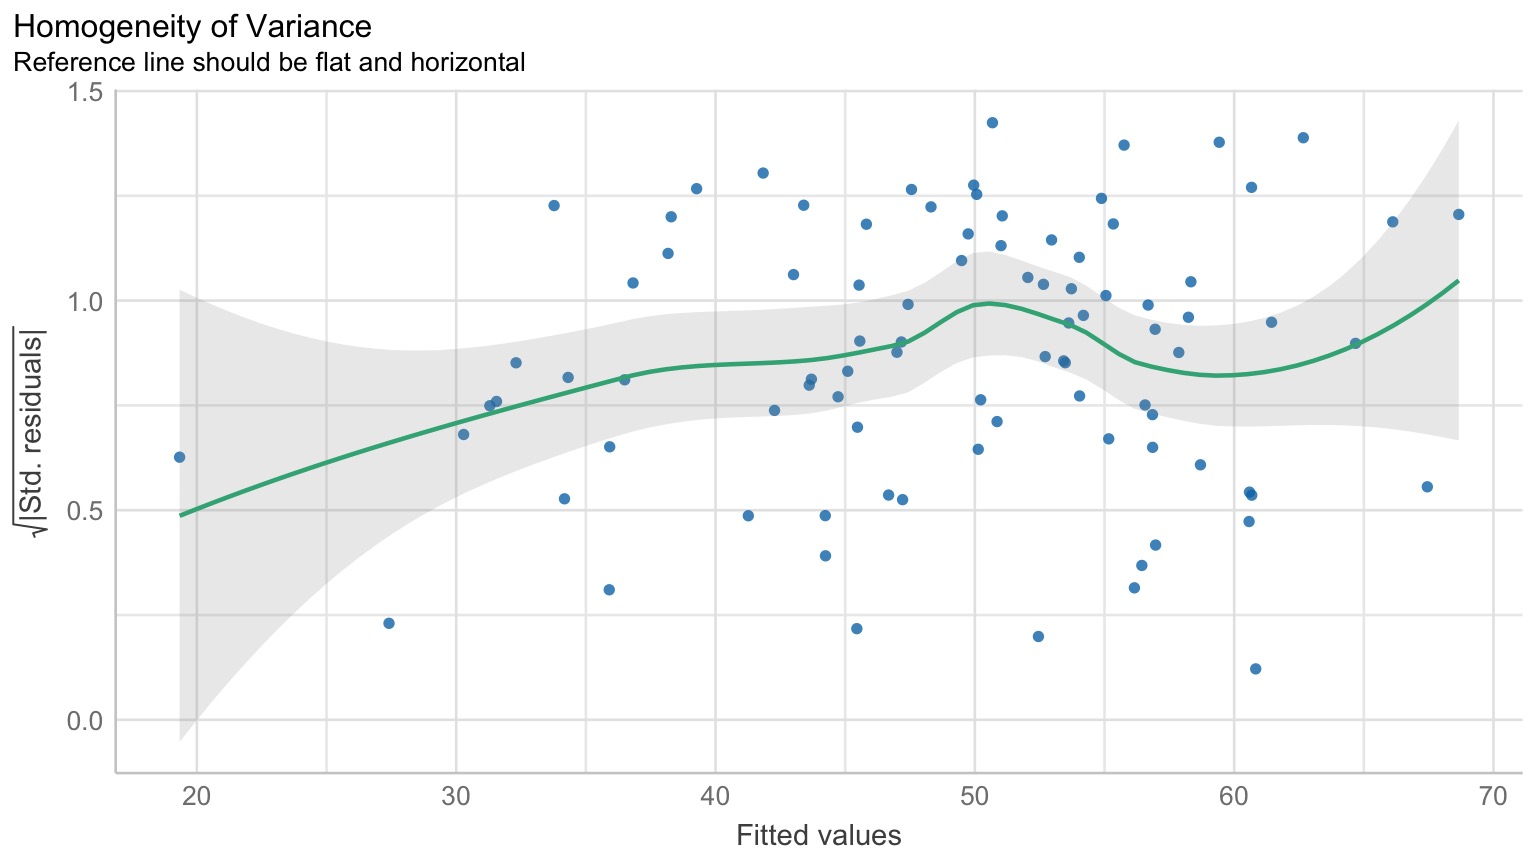 Homogeneity of Variance
Reference line should be flat and horizontal
1.5
1.0
0.5
0.0
√|Std. residuals|
20 30 40 50 60 70
Fitted values